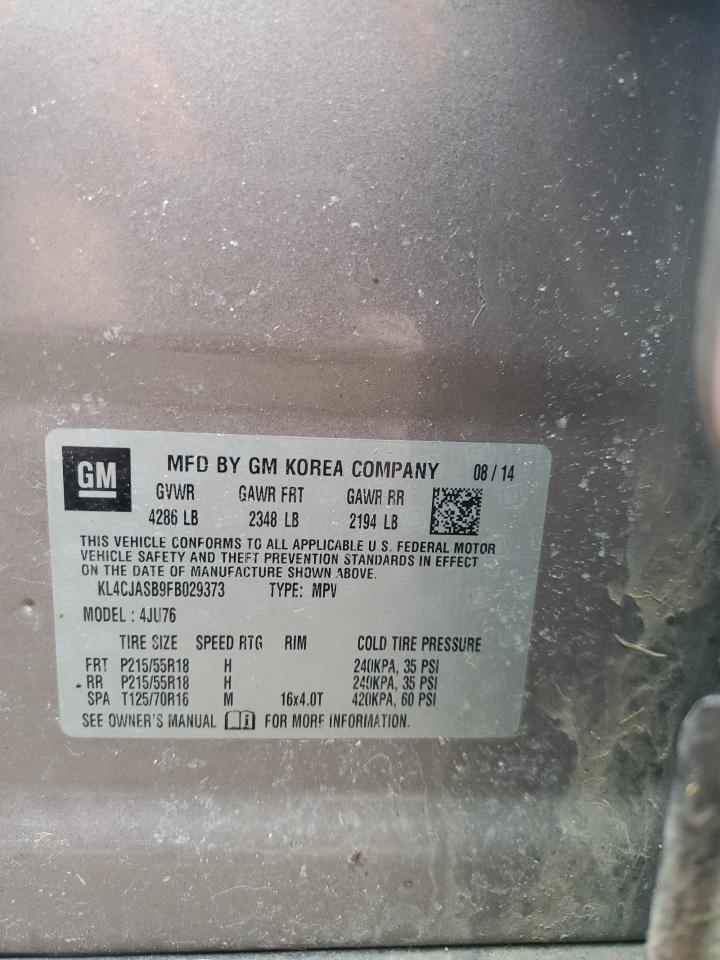 GM MFD BY GM KOREA COMPANY 08/14
GVWR GAWR FRT GAWR RR
4286 LB 2348 LB 2194 LB
THIS VEHICLE CONFORMS TO ALL APPLICABLE U.S. FEDERAL MOTOR
VEHICLE SAFETY AND THEFT PREVENTION STANDARDS IN EFFECT
ON THE DATE OF MANUFACTURE SHOWN ABOVE.
KL4CJASB9FB029373 TYPE: MPV
MODEL: 4JU76
TIRE SIZE SPEED RTG RIM COLD TIRE PRESSURE
FRT P215/55R18 H 240KPA, 35 PSI
RR P215/55R18 H 240KPA, 35 PSI
SPA T125/70R16 M 16x4.0T 420KPA, 60 PSI
SEE OWNER'S MANUAL FOR MORE INFORMATION.